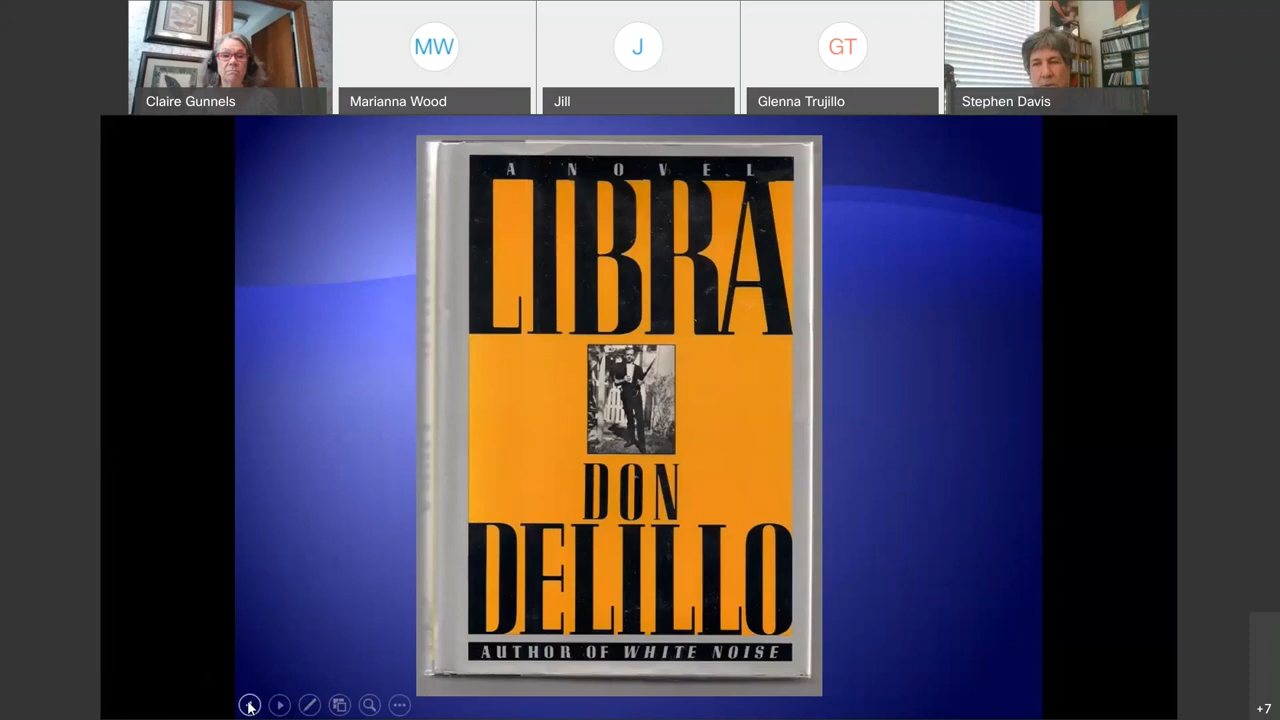 MW
J
GT
Claire Gunnels
Marianna Wood
Jill
Glenna Trujillo
Stephen Davis
A NOVEL
LIBRA
DON
DELILLO
AUTHOR OF WHITE NOISE
+7